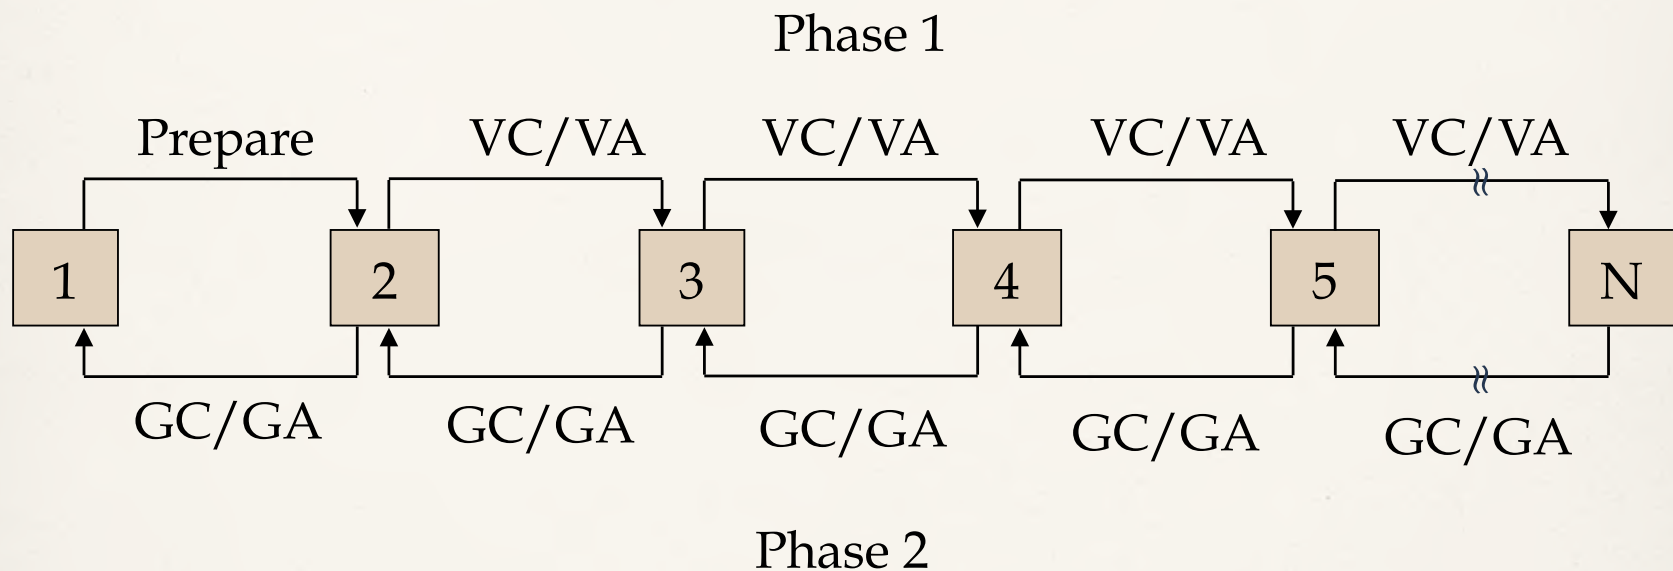 Phase 1
Prepare VC/VA VC/VA VC/VA VC/VA
1 2 3 4 5 N
GC/GA GC/GA GC/GA GC/GA GC/GA
Phase 2